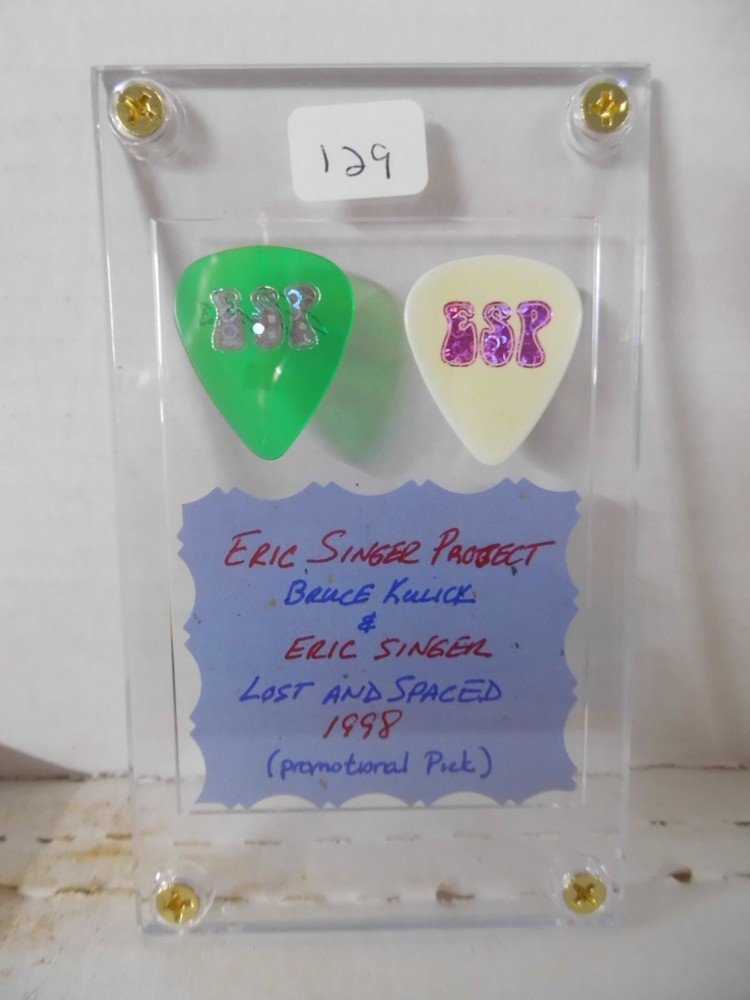 129
ESP
ESP
ERIC SINGER PROJECT
BRUCE KULICK
&
ERIC SINGER
LOST AND SPACED
1998
(promotional Pick)